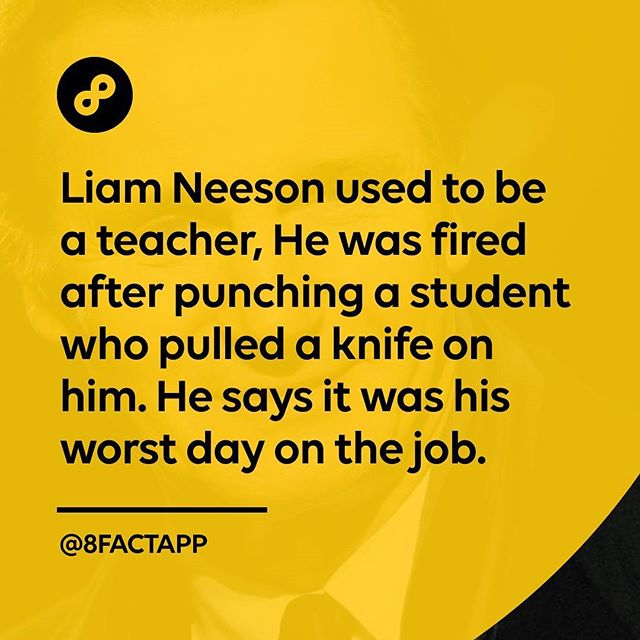 Liam Neeson used to be
a teacher, He was fired
after punching a student
who pulled a knife on
him. He says it was his
worst day on the job.
@8FACTAPP